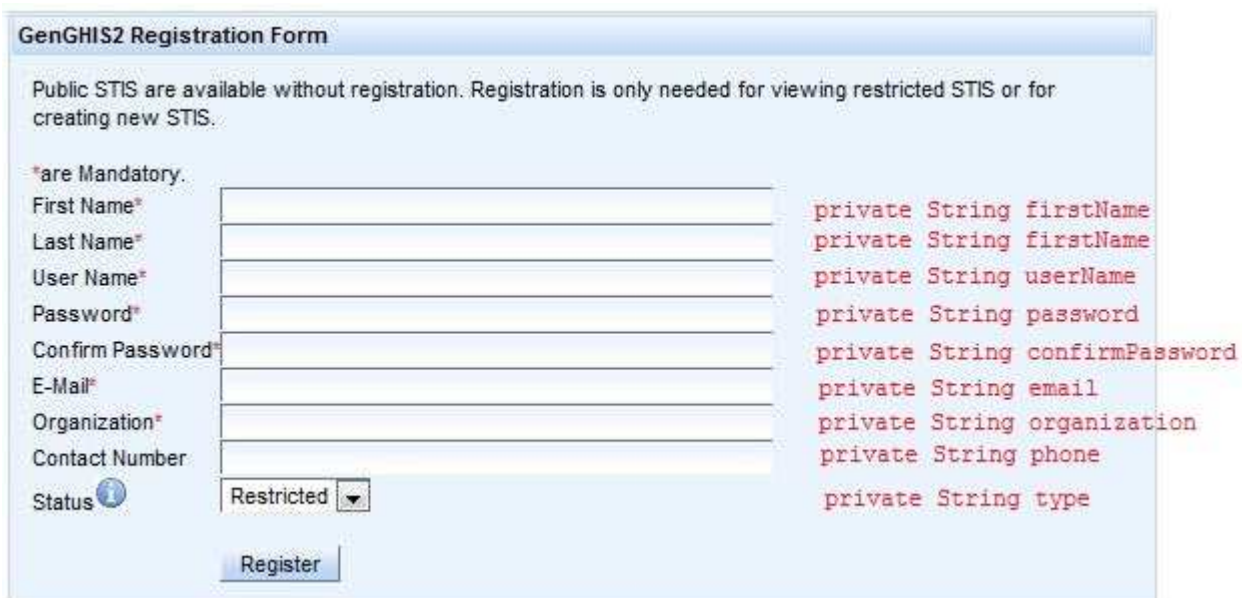 GenGHIS2 Registration Form
Public STIS are available without registration. Registration is only needed for viewing restricted STIS or for
creating new STIS.
*are Mandatory.
First Name* private String firstName
Last Name* private String firstName
User Name* private String userName
Password* private String password
Confirm Password* private String confirmPassword
E-Mail* private String email
Organization* private String organization
Contact Number private String phone
Status Restricted private String type
Register